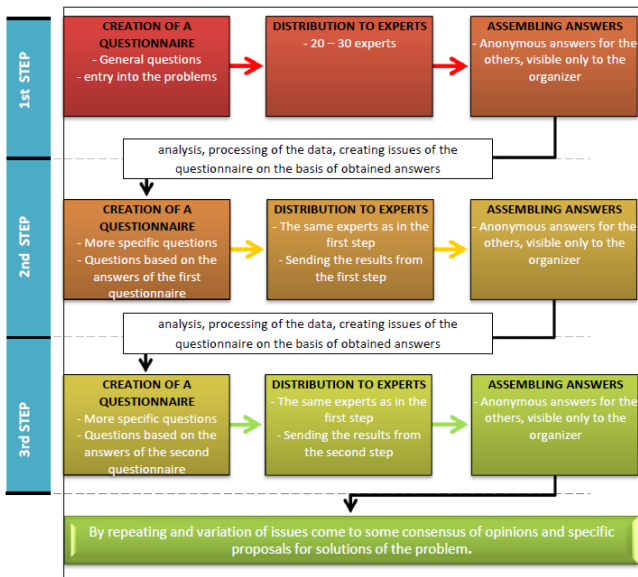 1st STEP
CREATION OF A
QUESTIONNAIRE
- General questions
- entry into the problems
DISTRIBUTION TO EXPERTS
- 20 – 30 experts
ASSEMBLING ANSWERS
- Anonymous answers for the
others, visible only to the
organizer
analysis, processing of the data, creating issues of the
questionnaire on the basis of obtained answers
2nd STEP
CREATION OF A
QUESTIONNAIRE
- More specific questions
- Questions based on the
answers of the first
questionnaire
DISTRIBUTION TO EXPERTS
- The same experts as in the
first step
- Sending the results from
the first step
ASSEMBLING ANSWERS
- Anonymous answers for the
others, visible only to the
organizer
analysis, processing of the data, creating issues of the
questionnaire on the basis of obtained answers
3rd STEP
CREATION OF A
QUESTIONNAIRE
- More specific questions
- Questions based on the
answers of the second
questionnaire
DISTRIBUTION TO EXPERTS
- The same experts as in the
first step
- Sending the results from
the second step
ASSEMBLING ANSWERS
- Anonymous answers for the
others, visible only to the
organizer
By repeating and variation of issues come to some consensus of opinions and specific
proposals for solutions of the problem.